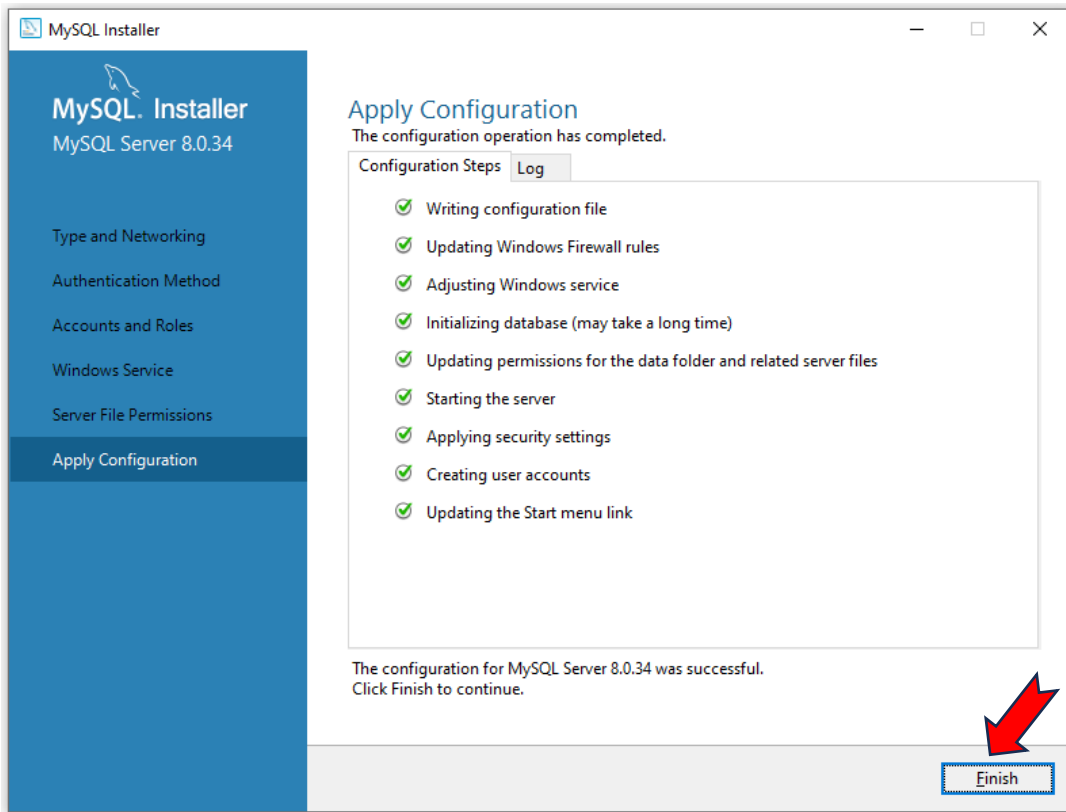 MySQL Installer
MySQL. Installer
MySQL Server 8.0.34
Type and Networking
Authentication Method
Accounts and Roles
Windows Service
Server File Permissions
Apply Configuration
Apply Configuration
The configuration operation has completed.
Configuration Steps Log
Writing configuration file
Updating Windows Firewall rules
Adjusting Windows service
Initializing database (may take a long time)
Updating permissions for the data folder and related server files
Starting the server
Applying security settings
Creating user accounts
Updating the Start menu link
The configuration for MySQL Server 8.0.34 was successful.
Click Finish to continue.
Finish